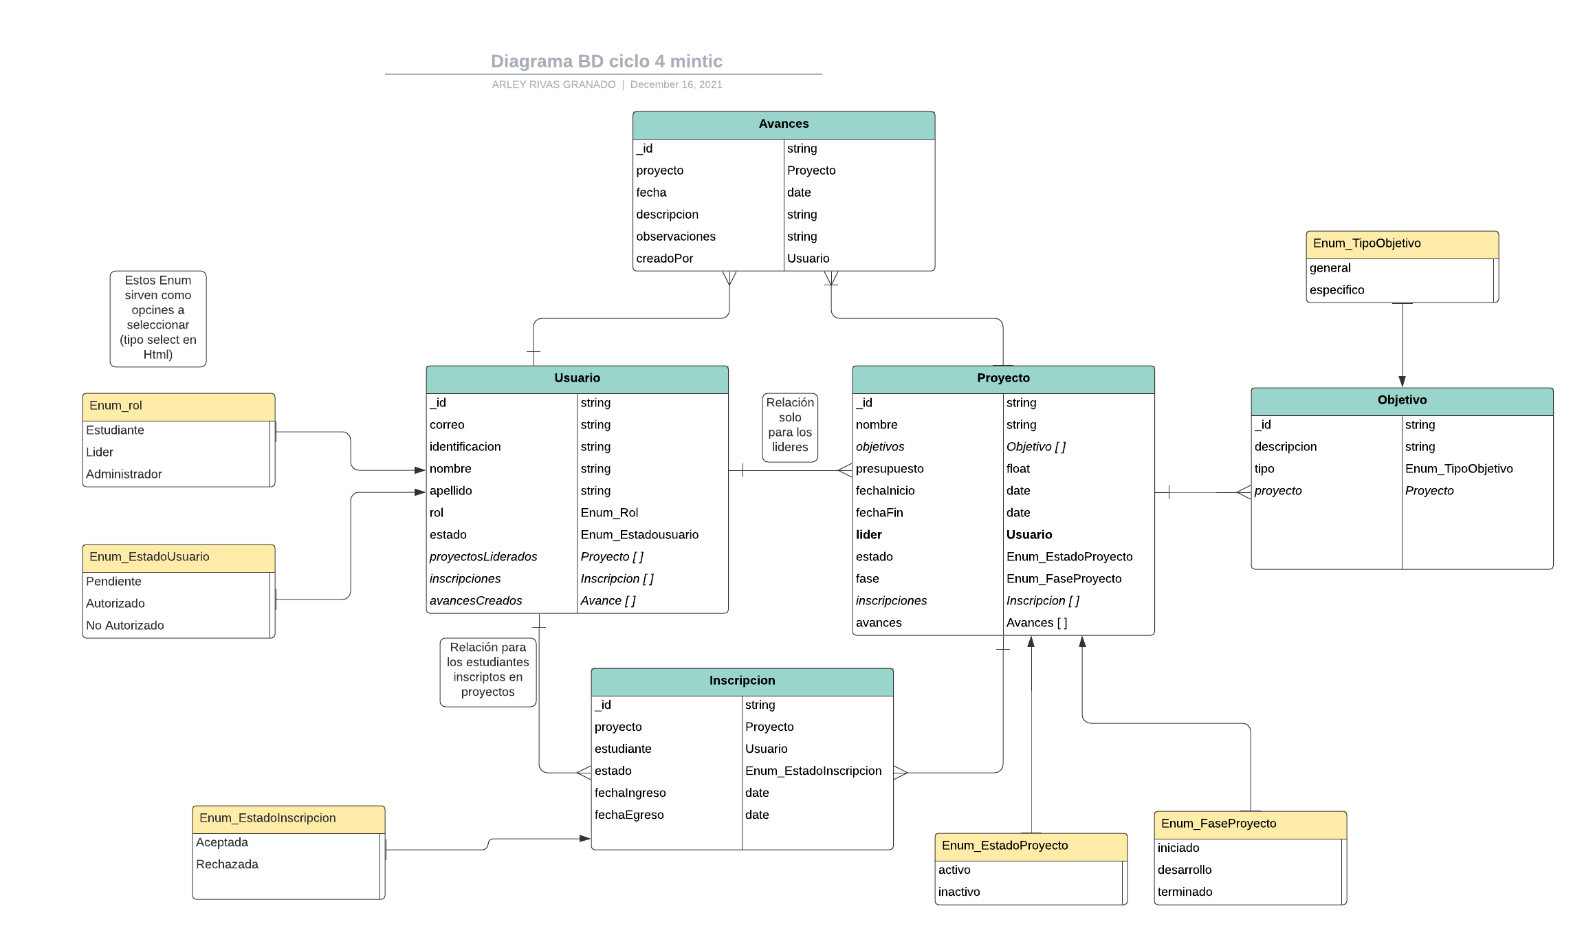 Diagrama BD ciclo 4 mintic
ARLEY RIVAS GRANADO | December 16, 2021
Avances
_id string
proyecto Proyecto
fecha date
descripcion string
observaciones string
creadoPor Usuario
Enum_TipoObjetivo
general
especifico
Estos Enum
sirven como
opcines a
seleccionar
(tipo select en
Html)
Enum_rol
Estudiante
Lider
Administrador
Usuario
_id string
correo string
identificacion string
nombre string
apellido string
rol Enum_Rol
estado Enum_Estadousuario
proyectosLiderados Proyecto [ ]
inscripciones Inscripcion [ ]
avancesCreados Avance [ ]
Relación
solo
para los
lideres
Proyecto
_id string
nombre string
objetivos Objetivo [ ]
presupuesto float
fechaInicio date
fechaFin date
lider Usuario
estado Enum_EstadoProyecto
fase Enum_FaseProyecto
inscripciones Inscripcion [ ]
avances Avances [ ]
Objetivo
_id string
descripcion string
tipo Enum_TipoObjetivo
proyecto Proyecto
Enum_EstadoUsuario
Pendiente
Autorizado
No Autorizado
Relación para
los estudiantes
inscriptos en
proyectos
Inscripcion
_id string
proyecto Proyecto
estudiante Usuario
estado Enum_EstadoInscripcion
fechaIngreso date
fechaEgreso date
Enum_EstadoInscripcion
Aceptada
Rechazada
Enum_EstadoProyecto
activo
inactivo
Enum_FaseProyecto
iniciado
desarrollo
terminado